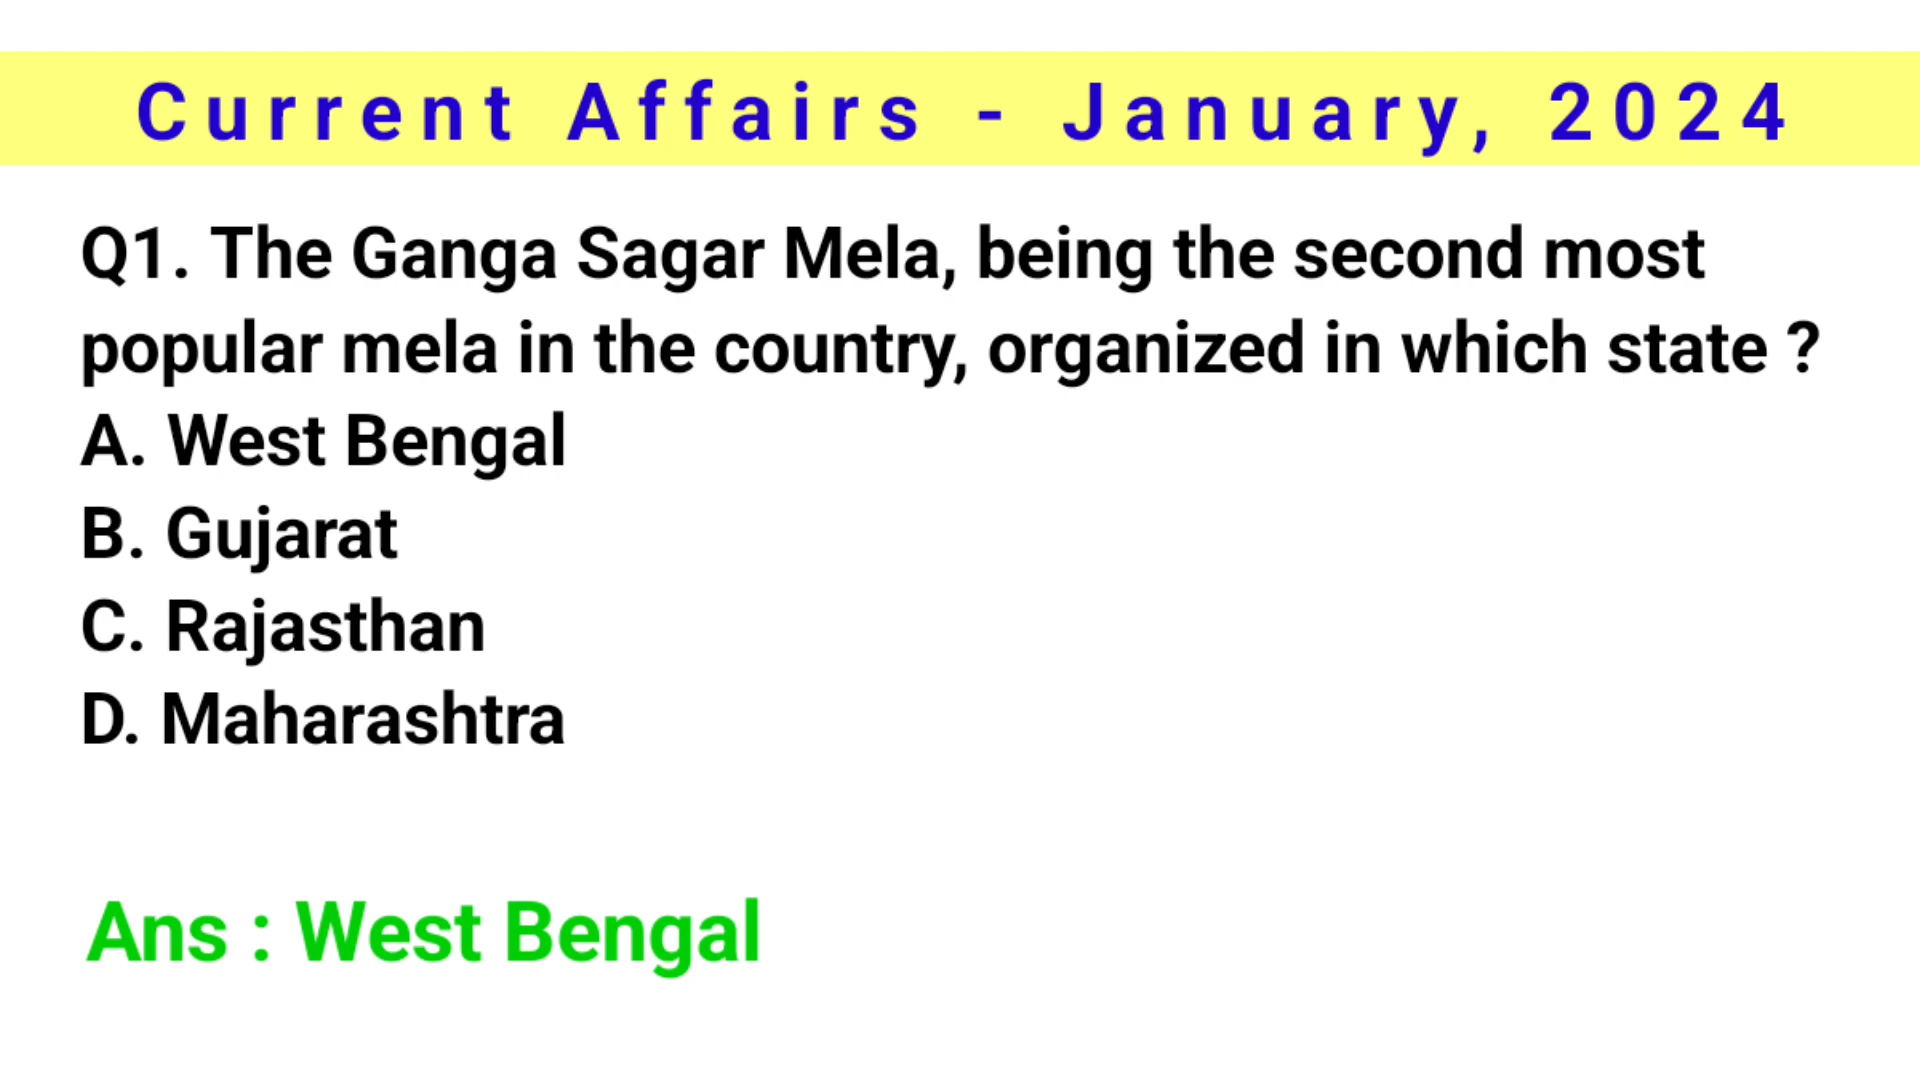 Current Affairs - January, 2024
Q1. The Ganga Sagar Mela, being the second most
popular mela in the country, organized in which state ?
A. West Bengal
B. Gujarat
C. Rajasthan
D. Maharashtra
Ans : West Bengal